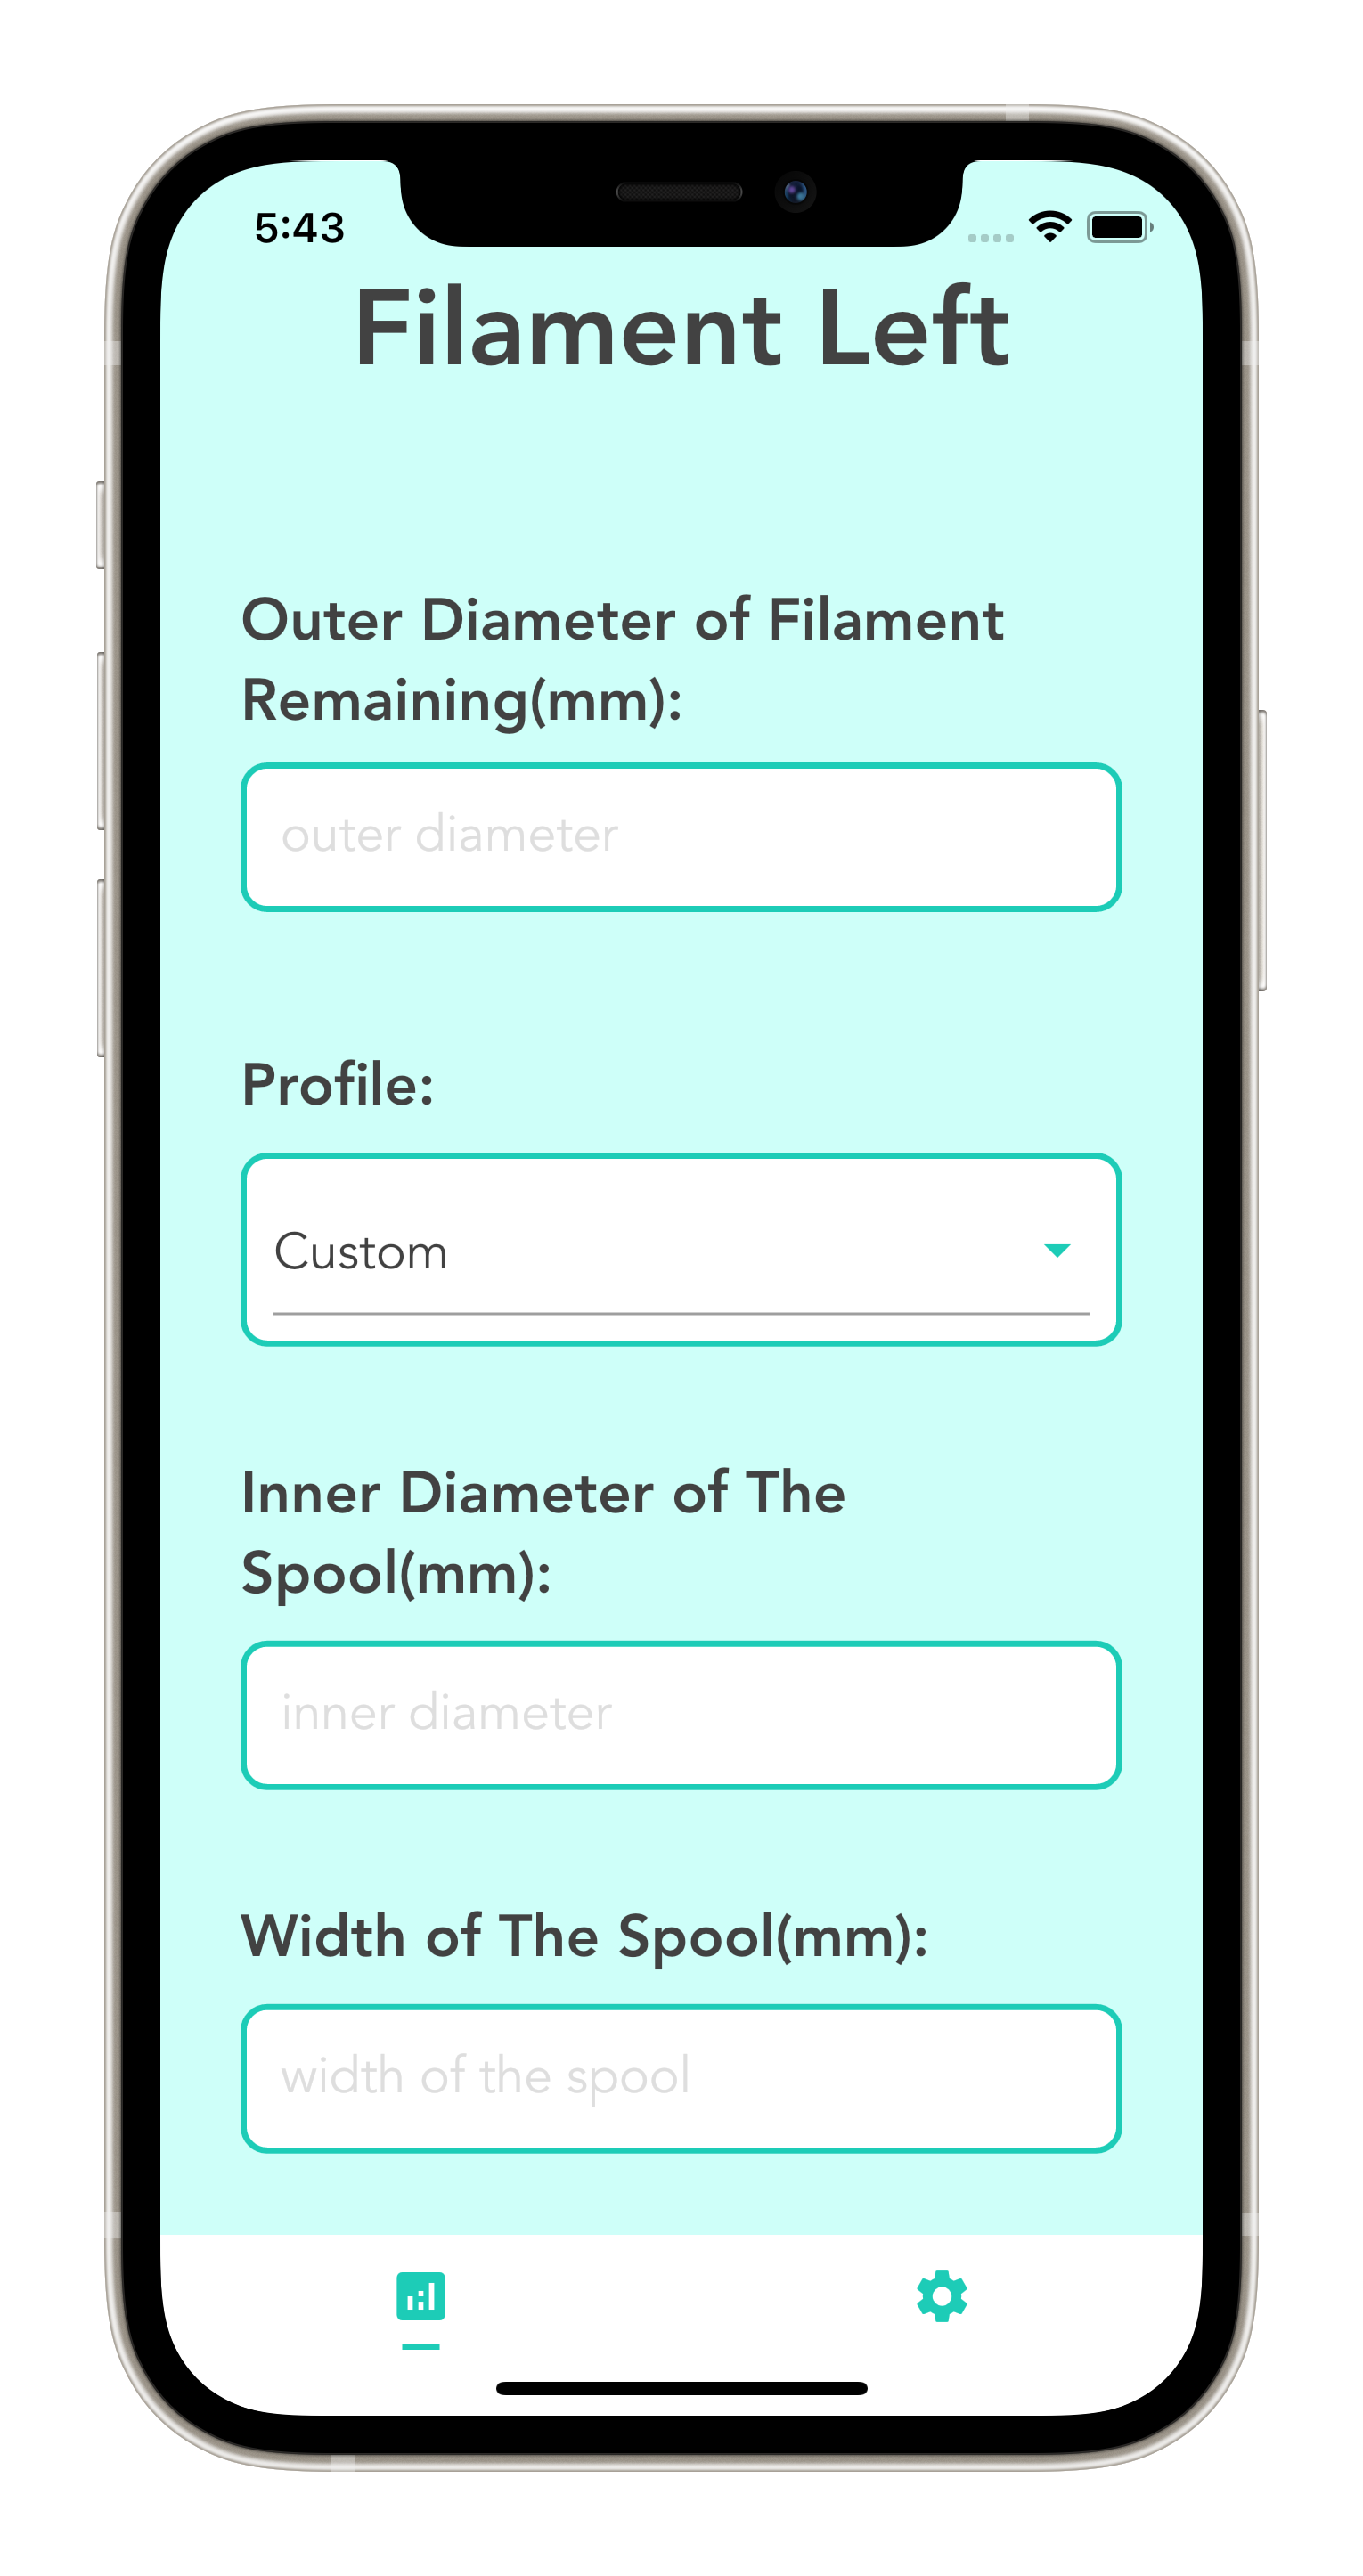 5:43
Filament Left
Outer Diameter of Filament
Remaining(mm):
outer diameter
Profile:
Custom
Inner Diameter of The
Spool(mm):
inner diameter
Width of The Spool(mm):
width of the spool